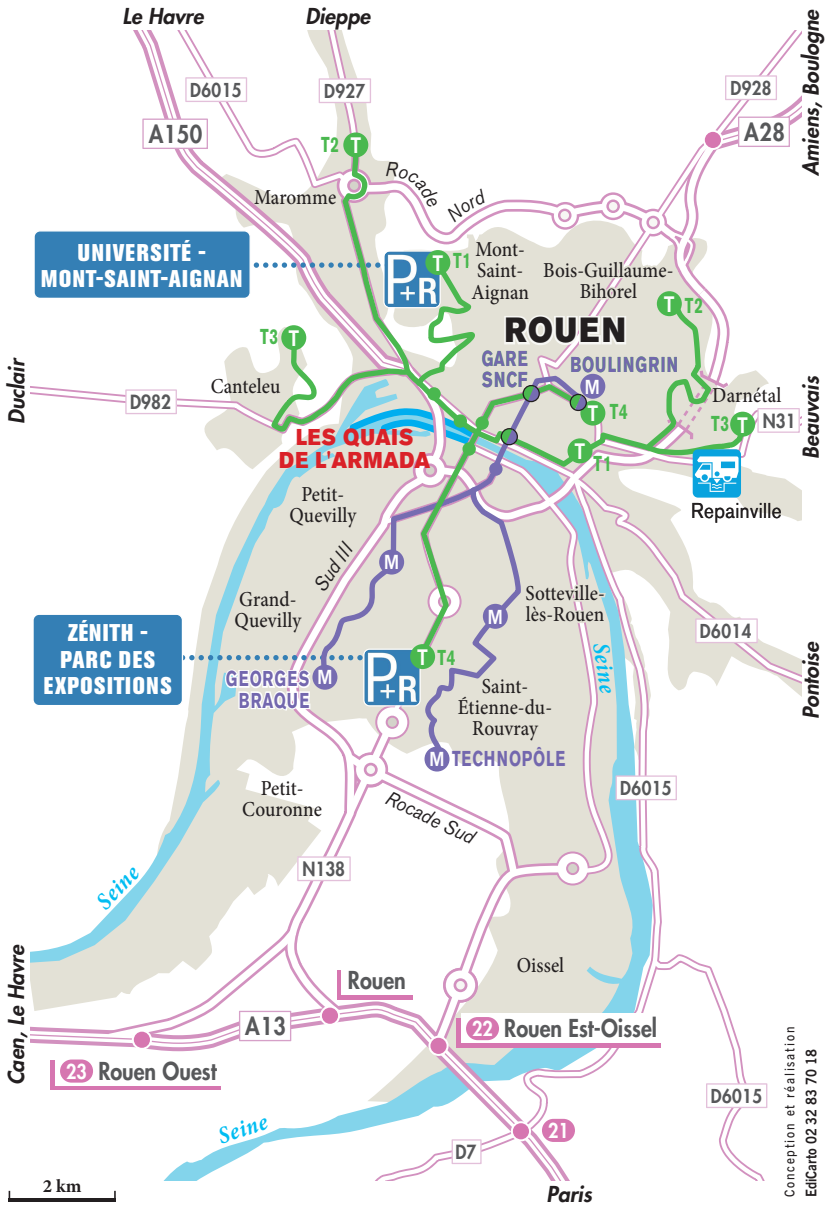 Le Havre
Dieppe
Amiens, Boulogne
D6015
D927
D928
A150
A28
T2
T
Rocade
Nord
Maromme
UNIVERSITÉ -
MONT-SAINT-AIGNAN
P+R
T
T1
Mont-
Saint-
Aignan
Bois-Guillaume-
Bihorel
T
T2
ROUEN
T3
T
GARE
SNCF
BOULINGRIN
M
Duclair
Canteleu
D982
Darnétal
T
T4
T3
T
N31
Beauvais
LES QUAIS
DE L'ARMADA
T
T1
Repainville
Petit-
Quevilly
Sud III
M
Grand-
Quevilly
M
Sotteville-
lès-Rouen
Seine
D6014
Pontoise
ZÉNITH -
PARC DES
EXPOSITIONS
P+R
T
T4
GEORGES
BRAQUE
M
Saint-
Étienne-du-
Rouvray
M
TECHNOPÔLE
Petit-
Couronne
Rocade Sud
D6015
N138
Seine
Oissel
Caen, Le Havre
Rouen
A13
22 Rouen Est-Oissel
23 Rouen Ouest
D6015
Seine
21
D7
2 km
Paris
Conception et réalisation
EdiCarto 02 32 83 70 18